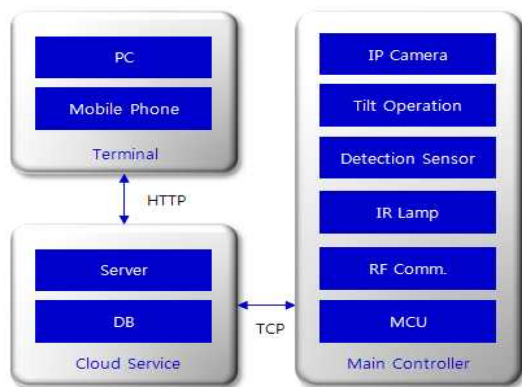 PC
Mobile Phone
Terminal
HTTP
Server
DB
Cloud Service
TCP
IP Camera
Tilt Operation
Detection Sensor
IR Lamp
RF Comm.
MCU
Main Controller